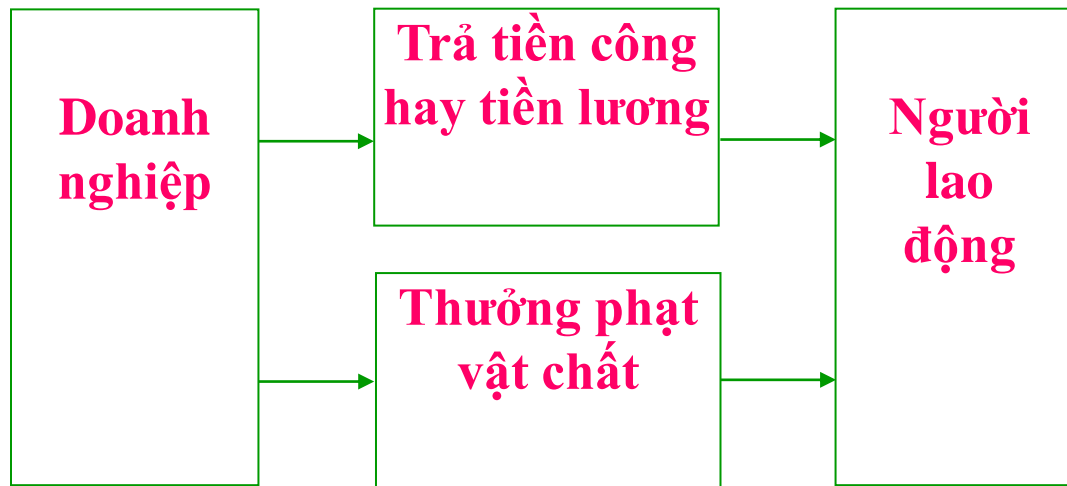 Doanh
nghiệp
Trả tiền công
hay tiền lương
Thưởng phạt
vật chất
Người
lao
động